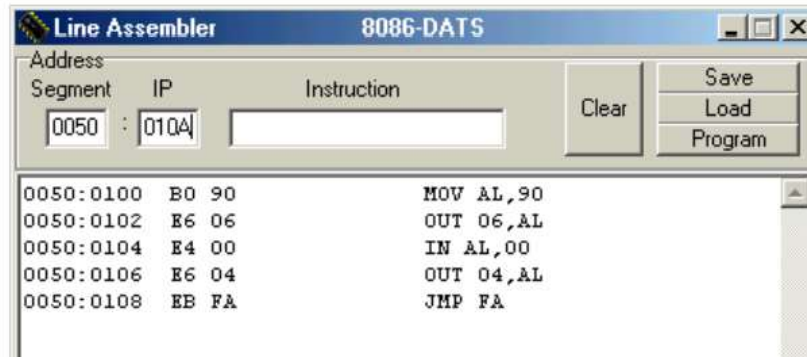 Line Assembler 8086-DATS
Address
Segment IP Instruction
0050 : 010A
Clear
Save
Load
Program
0050:0100 B0 90 MOV AL,90
0050:0102 E6 06 OUT 06,AL
0050:0104 E4 00 IN AL,00
0050:0106 E6 04 OUT 04,AL
0050:0108 EB FA JMP FA